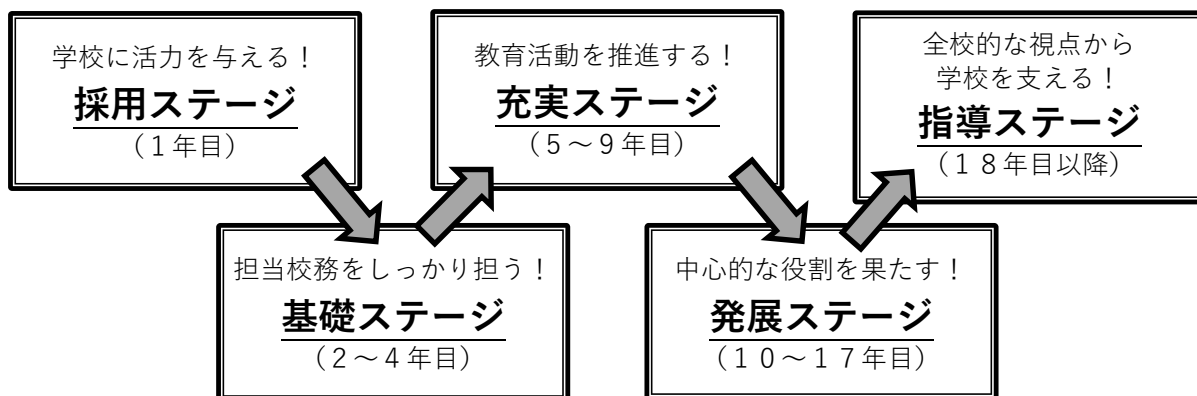 学校に活力を与える！
採用ステージ
（１年目）
担当校務をしっかり担う！
基礎ステージ
（２～４年目）
教育活動を推進する！
充実ステージ
（５～９年目）
中心的な役割を果たす！
発展ステージ
（１０～１７年目）
全校的な視点から
学校を支える！
指導ステージ
（１８年目以降）